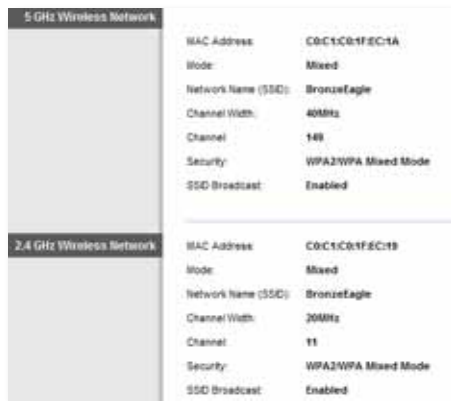 5 GHz Wireless Network
MAC Address: C0:C1:C0:1F:EC:1A
Mode: Mixed
Network Name (SSID): BronzeEagle
Channel Width: 40MHz
Channel: 149
Security: WPA2/WPA Mixed Mode
SSID Broadcast: Enabled
2.4 GHz Wireless Network
MAC Address: C0:C1:C0:1F:EC:19
Mode: Mixed
Network Name (SSID): BronzeEagle
Channel Width: 20MHz
Channel: 11
Security: WPA2/WPA Mixed Mode
SSID Broadcast: Enabled